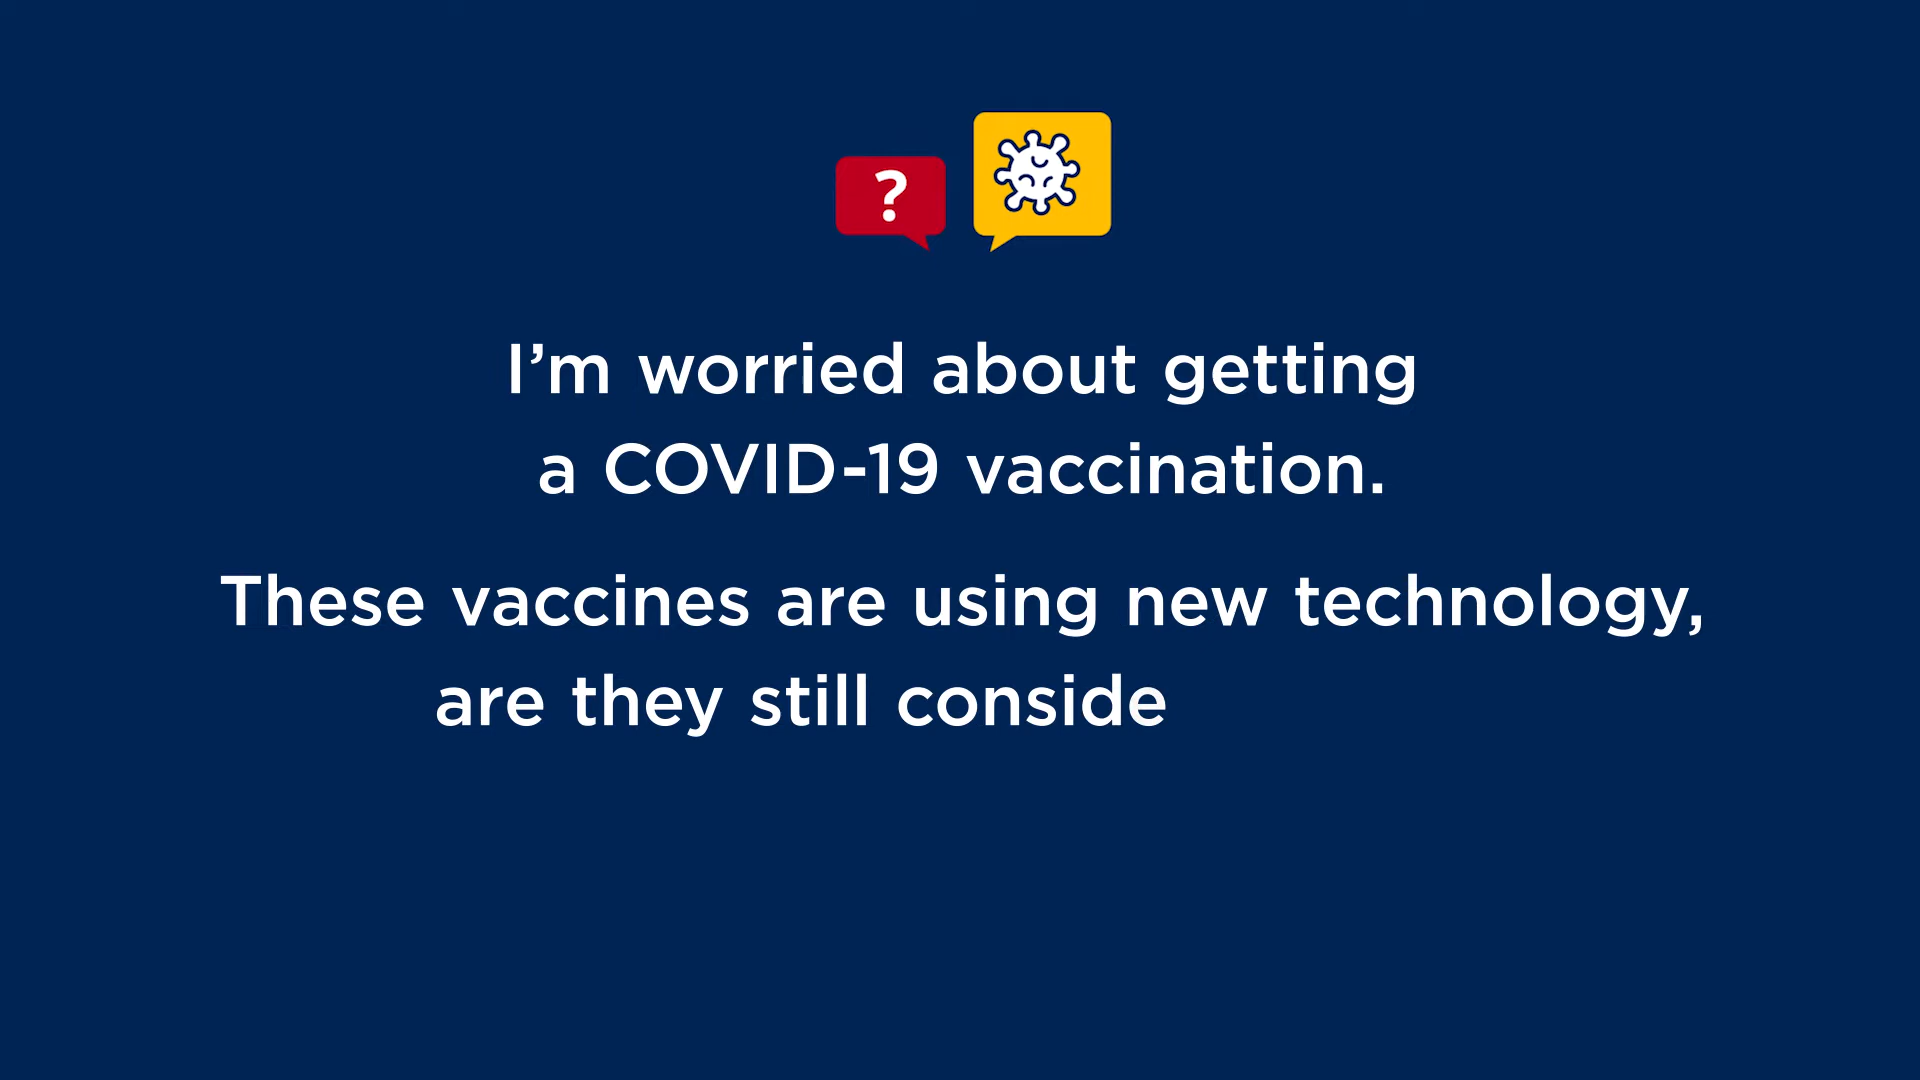 ?
I’m worried about getting
a COVID-19 vaccination.
These vaccines are using new technology,
are they still conside